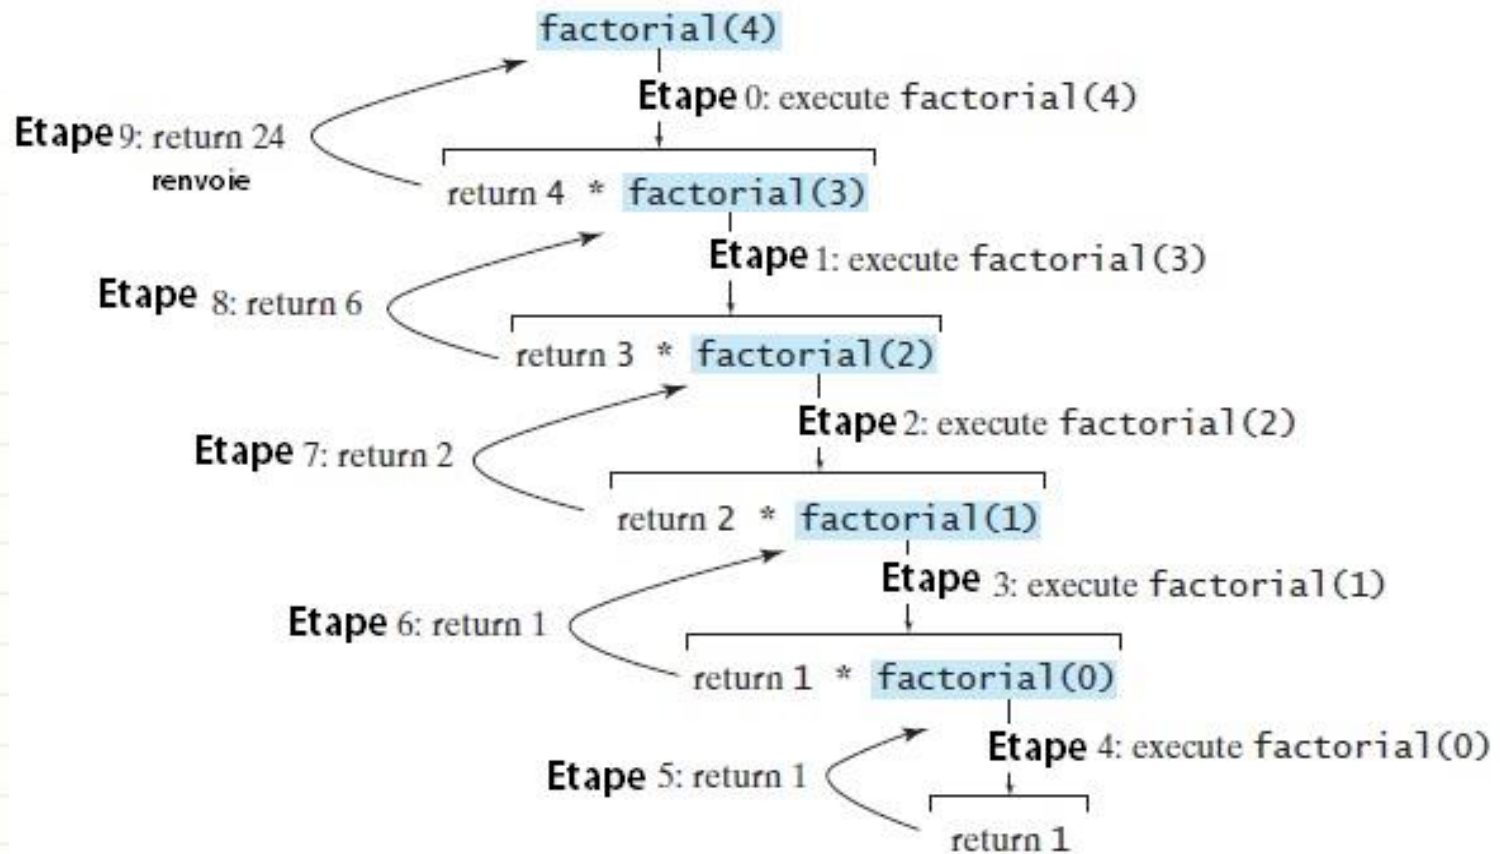 factorial(4)
Etape 0: execute factorial(4)
Etape 9: return 24
renvoie
return 4 * factorial(3)
Etape 1: execute factorial(3)
Etape 8: return 6
return 3 * factorial(2)
Etape 2: execute factorial(2)
Etape 7: return 2
return 2 * factorial(1)
Etape 3: execute factorial(1)
Etape 6: return 1
return 1 * factorial(0)
Etape 4: execute factorial(0)
Etape 5: return 1
return 1